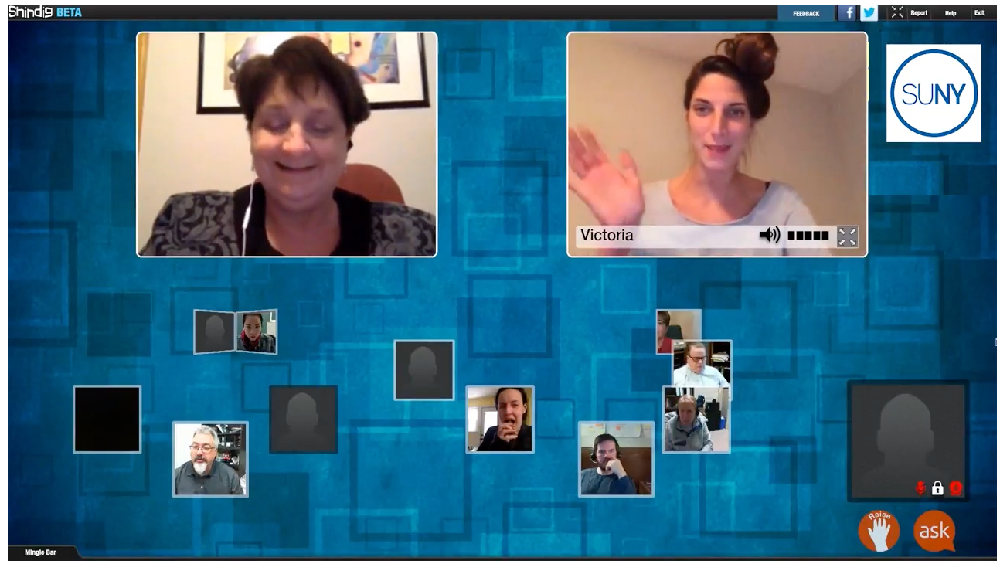 Shindig BETA
FEEDBACK
Report
Help
Exit
SUNY
Victoria
Raise
ask
Mingle Bar